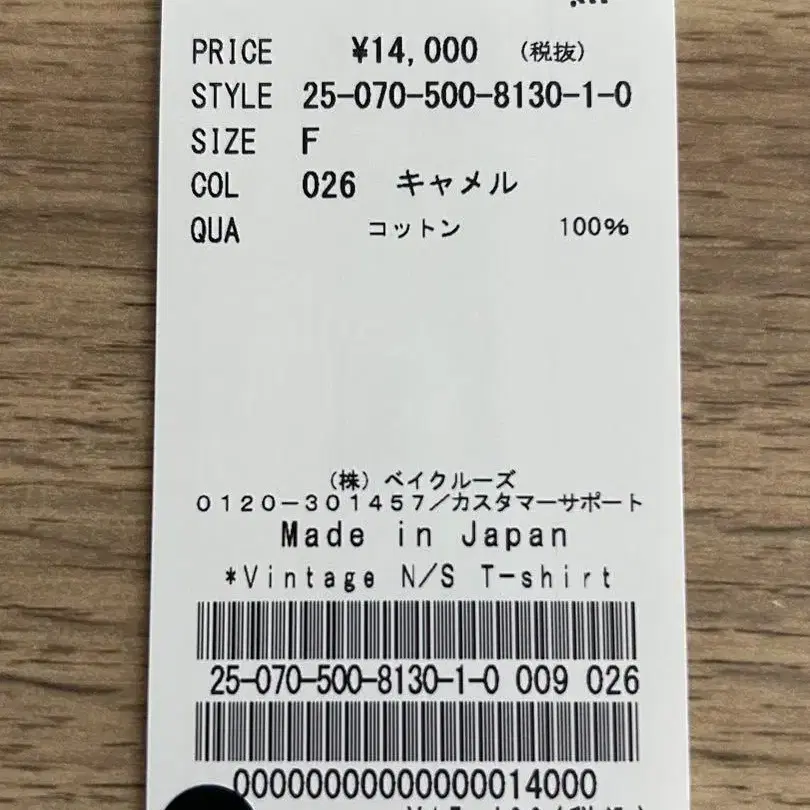 PRICE ¥14,000 (税抜)
STYLE 25-070-500-8130-1-0
SIZE F
COL 026 キャメル
QUA コットン 100%
(株) ベイクルーズ
0120-301457/カスタマーサポート
Made in Japan
*Vintage N/S T-shirt
25-070-500-8130-1-0 009 026
00000000000000014000